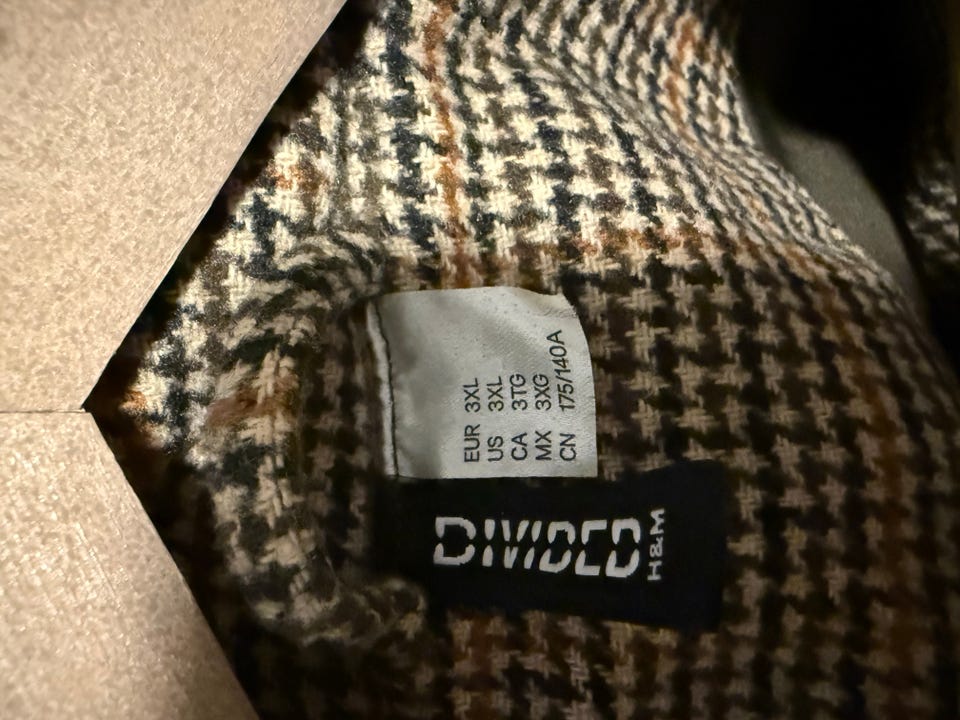 EUR 3XL
US 3XL
CA 3TG
MX 3XG
CN 175/140A
DIVIDED
H&M